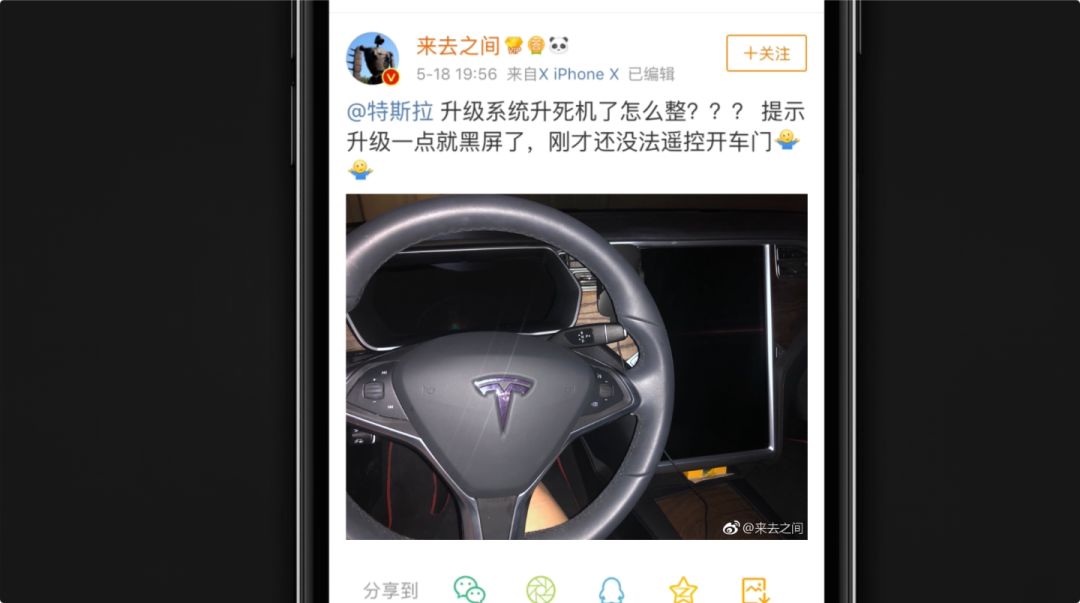 来去之间
+关注
5-18 19:56 来自X iPhone X 已编辑
@特斯拉 升级系统升死机了怎么整？？？ 提示
升级一点就黑屏了，刚才还没法遥控开车门
@来去之间
分享到